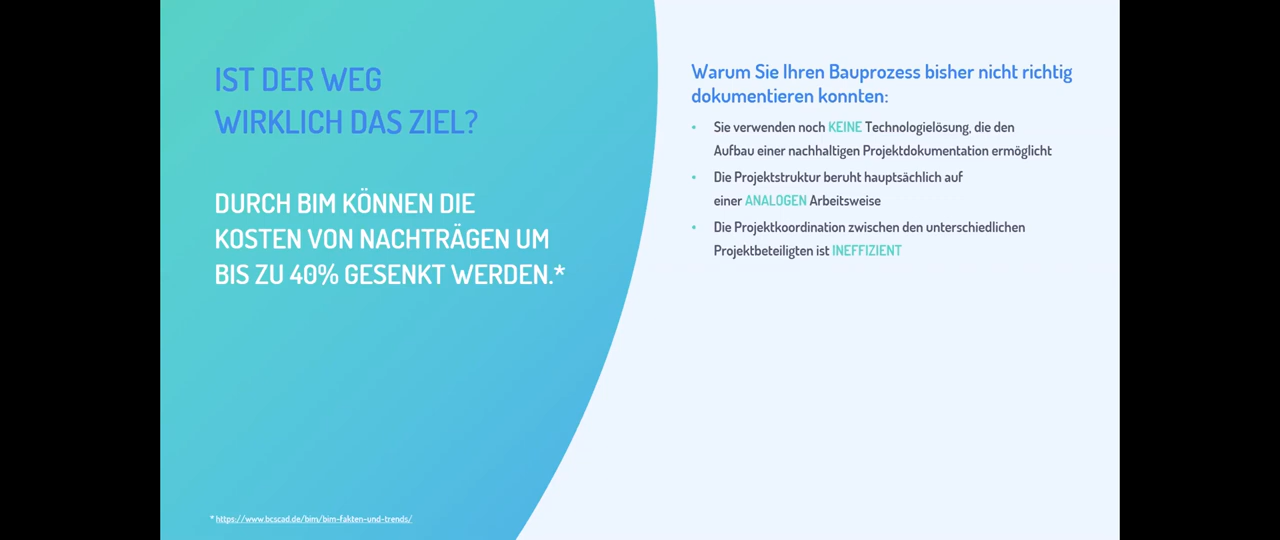 IST DER WEG
WIRKLICH DAS ZIEL?
DURCH BIM KÖNNEN DIE
KOSTEN VON NACHTRÄGEN UM
BIS ZU 40% GESENKT WERDEN.*
* https://www.bcscad.de/bim/bim-fakten-und-trends/
Warum Sie Ihren Bauprozess bisher nicht richtig
dokumentieren konnten:
• Sie verwenden noch KEINE Technologielösung, die den
Aufbau einer nachhaltigen Projektdokumentation ermöglicht
• Die Projektstruktur beruht hauptsächlich auf
einer ANALOGEN Arbeitsweise
• Die Projektkoordination zwischen den unterschiedlichen
Projektbeteiligten ist INEFFIZIENT